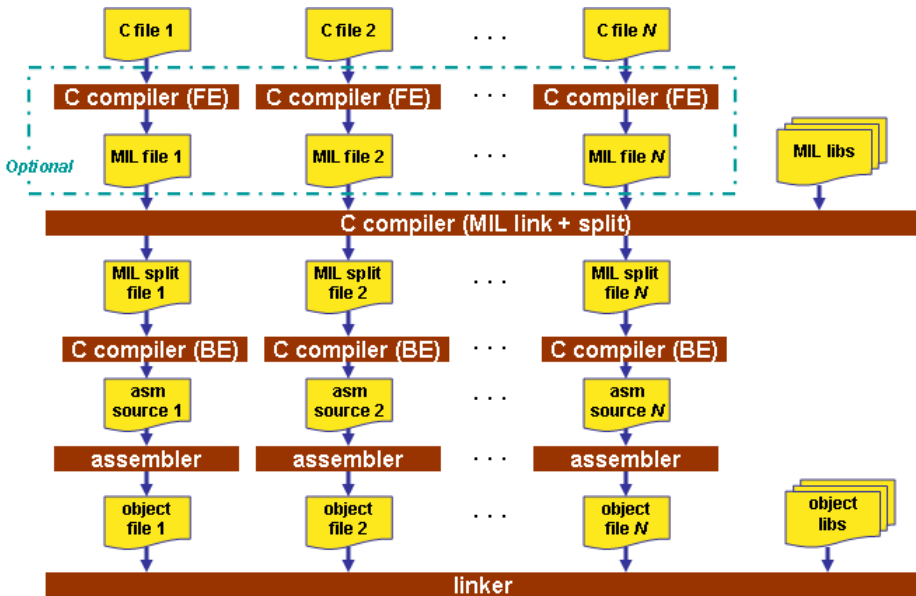 C file 1
C file 2
. . .
C file N
C compiler (FE)
C compiler (FE)
. . .
C compiler (FE)
Optional
MIL file 1
MIL file 2
. . .
MIL file N
MIL libs
C compiler (MIL link + split)
MIL split
file 1
MIL split
file 2
. . .
MIL split
file N
C compiler (BE)
C compiler (BE)
. . .
C compiler (BE)
asm
source 1
asm
source 2
. . .
asm
source N
assembler
assembler
. . .
assembler
object
file 1
object
file 2
. . .
object
file N
object
libs
linker